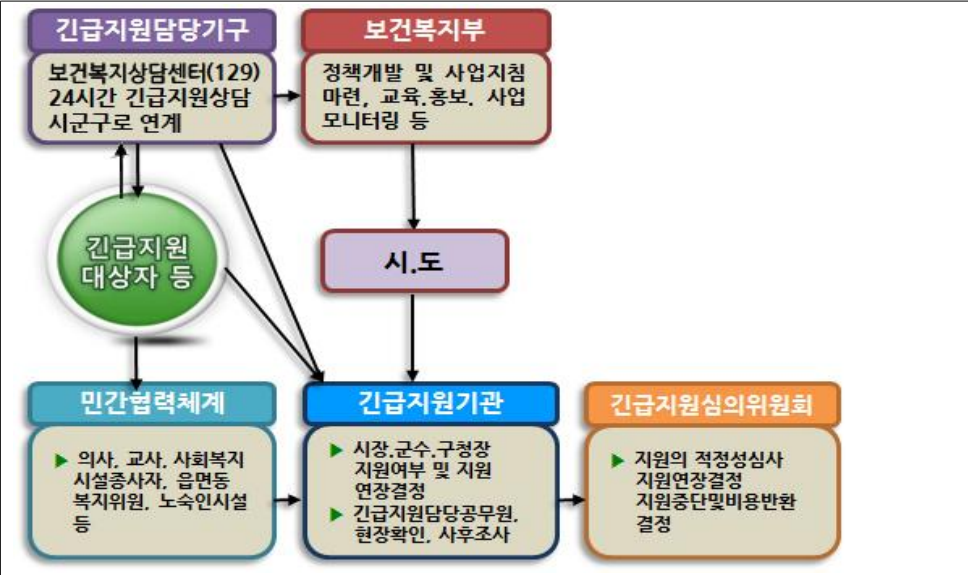 긴급지원담당기구
보건복지상담센터(129)
24시간 긴급지원상담
시군구로 연계
보건복지부
정책개발 및 사업지침
마련, 교육.홍보. 사업
모니터링 등
긴급지원
대상자 등
시.도
민간협력체계
▶ 의사, 교사, 사회복지
시설종사자, 읍면동
복지위원, 노숙인시설
등
긴급지원기관
▶ 시장.군수.구청장
지원여부 및 지원
연장결정
▶ 긴급지원담당공무원,
현장확인, 사후조사
긴급지원심의위원회
▶ 지원의 적정성심사
지원연장결정
지원중단및비용반환
결정